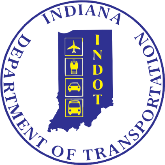 INDIANA
DEPARTMENT OF TRANSPORTATION
INDOT